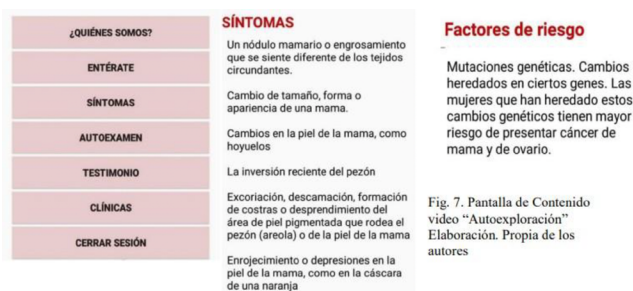 ¿QUIÉNES SOMOS?
ENTÉRATE
SÍNTOMAS
AUTOEXAMEN
TESTIMONIO
CLÍNICAS
CERRAR SESIÓN
SÍNTOMAS
Un nódulo mamario o engrosamiento
que se siente diferente de los tejidos
circundantes.
Cambio de tamaño, forma o
apariencia de una mama.
Cambios en la piel de la mama, como
hoyuelos
La inversión reciente del pezón
Excoriación, descamación, formación
de costras o desprendimiento del
área de piel pigmentada que rodea el
pezón (areola) o de la piel de la mama
Enrojecimiento o depresiones en la
piel de la mama, como en la cáscara
de una naranja
Factores de riesgo
Mutaciones genéticas. Cambios
heredados en ciertos genes. Las
mujeres que han heredado estos
cambios genéticos tienen mayor
riesgo de presentar cáncer de
mama y de ovario.
Fig. 7. Pantalla de Contenido
video “Autoexploración”
Elaboración. Propia de los
autores